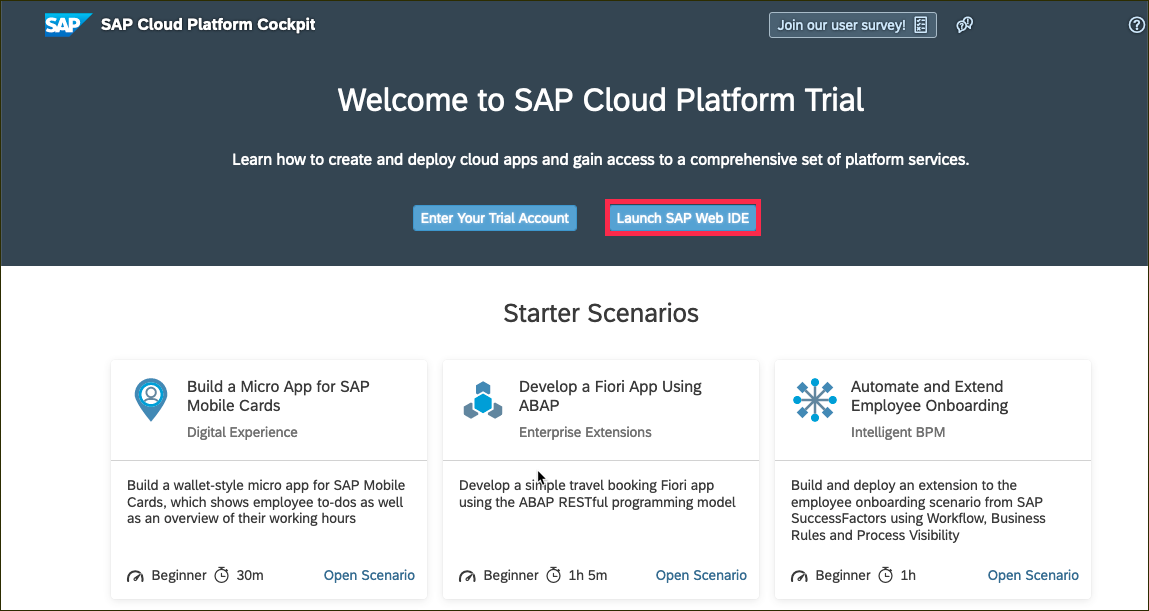 SAP
SAP Cloud Platform Cockpit
Join our user survey!
Welcome to SAP Cloud Platform Trial
Learn how to create and deploy cloud apps and gain access to a comprehensive set of platform services.
Enter Your Trial Account
Launch SAP Web IDE
Starter Scenarios
Build a Micro App for SAP
Mobile Cards
Digital Experience
Build a wallet-style micro app for SAP Mobile
Cards, which shows employee to-dos as well
as an overview of their working hours
Beginner 30m Open Scenario
Develop a Fiori App Using
ABAP
Enterprise Extensions
Develop a simple travel booking Fiori app
using the ABAP RESTful programming model
Beginner 1h 5m Open Scenario
Automate and Extend
Employee Onboarding
Intelligent BPM
Build and deploy an extension to the
employee onboarding scenario from SAP
SuccessFactors using Workflow, Business
Rules and Process Visibility
Beginner 1h Open Scenario